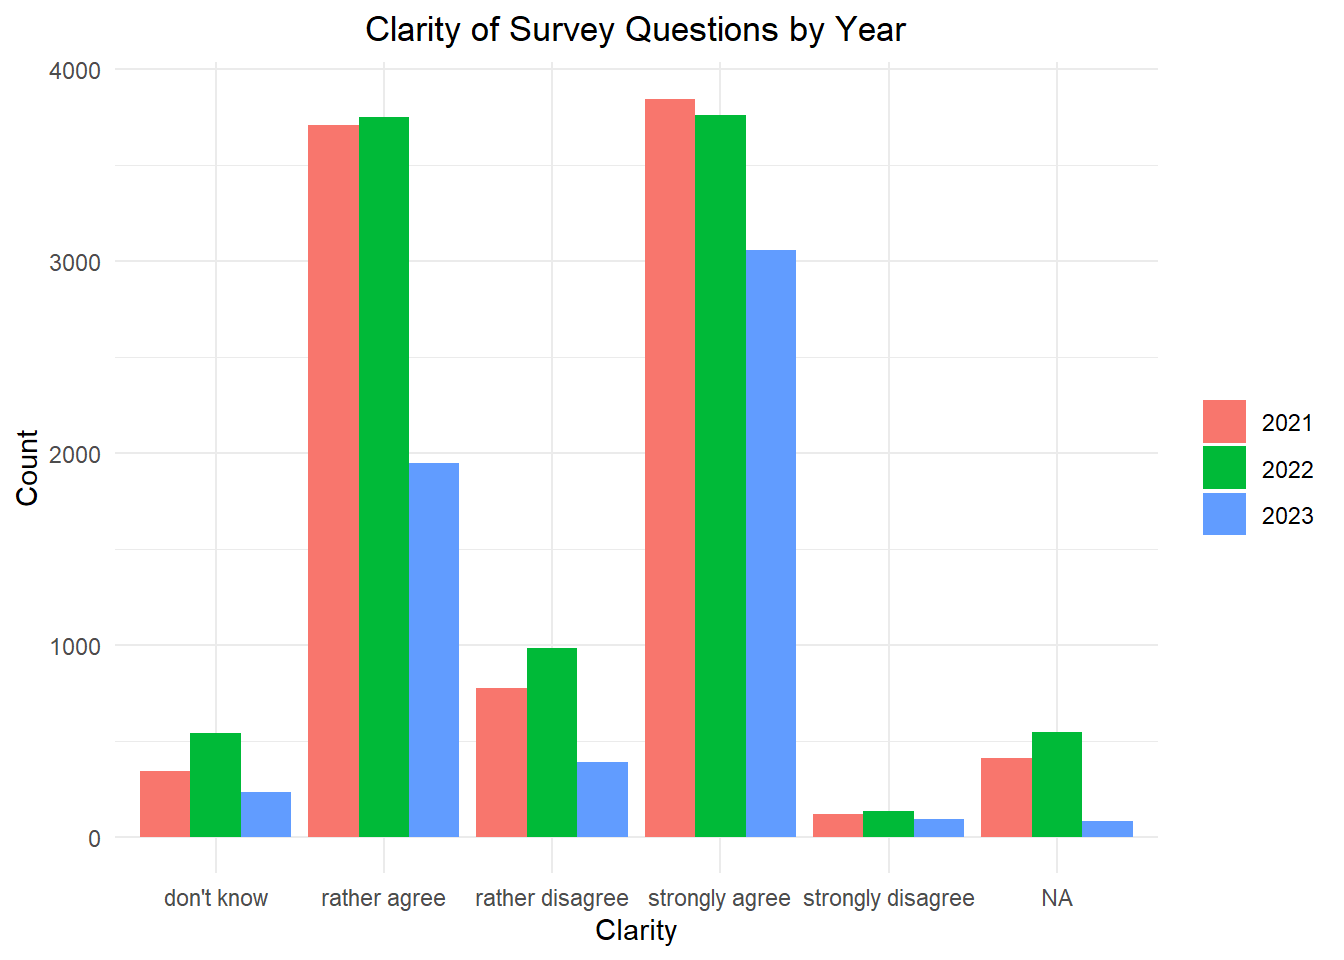 Clarity of Survey Questions by Year
4000
3000
2000
1000
0
Count
don't know
rather agree
rather disagree
strongly agree
strongly disagree
NA
Clarity
2021
2022
2023